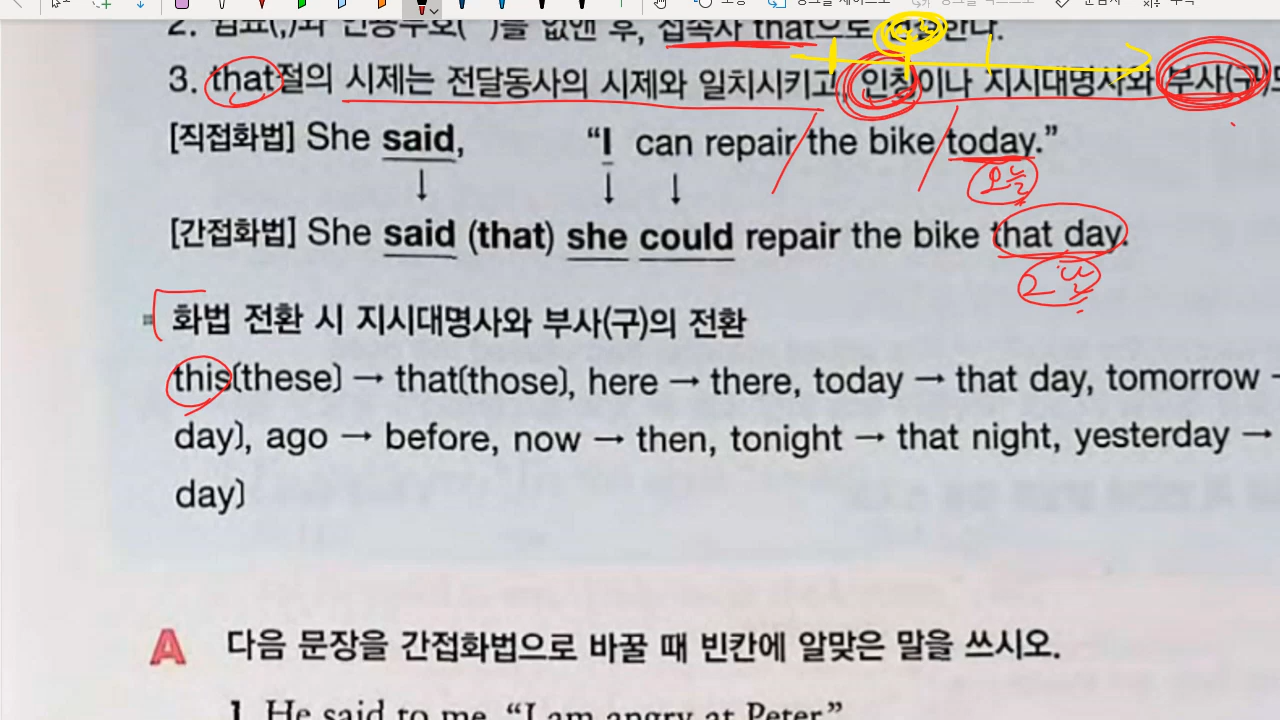 2. 쉼표(,)와 인용부호(" ")를 없앤 후, 접속사 that으로 한다.
3. that절의 시제는 전달동사의 시제와 일치시키고, 인칭이나 지시대명사와 부사(구)도
[직접화법] She said, “I can repair the bike today.”
오늘
[간접화법] She said (that) she could repair the bike that day.
화법 전환 시 지시대명사와 부사(구)의 전환
this(these) → that(those), here → there, today → that day, tomorrow
day), ago → before, now → then, tonight → that night, yesterday →
day)
A 다음 문장을 간접화법으로 바꿀 때 빈칸에 알맞은 말을 쓰시오.
1. He said to me, “I am angry at Peter.”